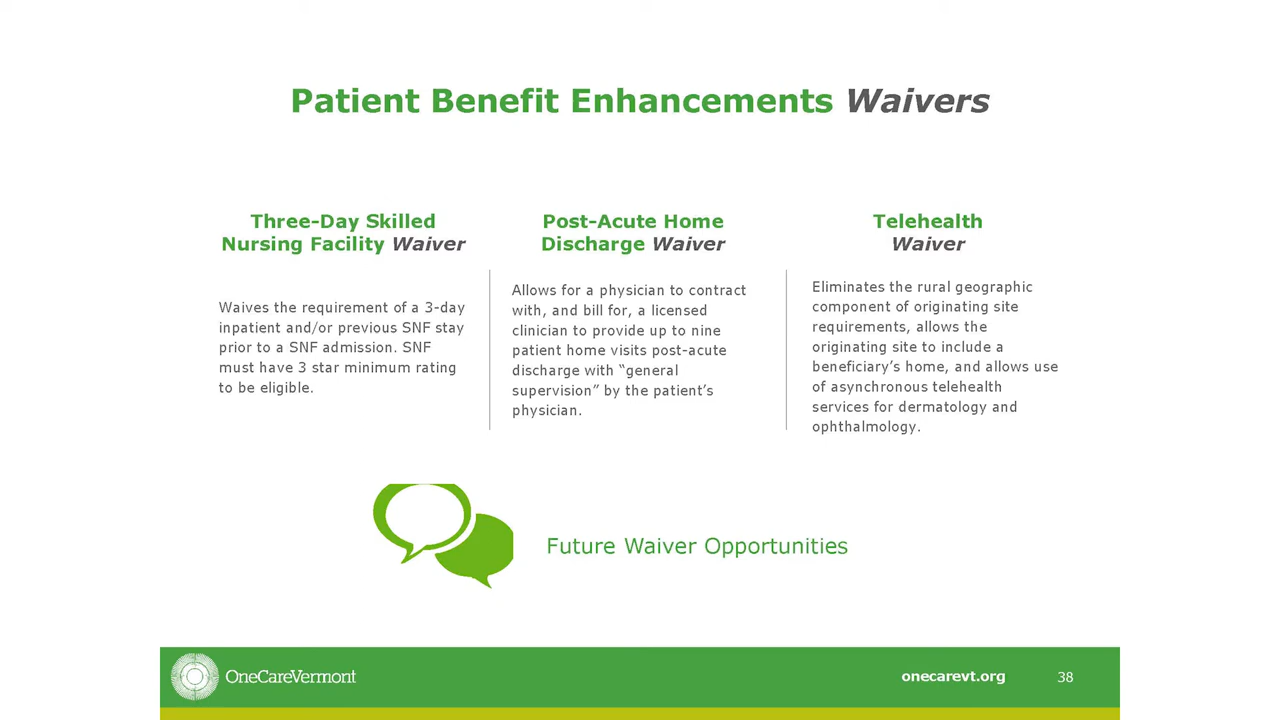 Patient Benefit Enhancements Waivers
Three-Day Skilled
Nursing Facility Waiver
Waives the requirement of a 3-day
inpatient and/or previous SNF stay
prior to a SNF admission. SNF
must have 3 star minimum rating
to be eligible.
Post-Acute Home
Discharge Waiver
Allows for a physician to contract
with, and bill for, a licensed
clinician to provide up to nine
patient home visits post-acute
discharge with “general
supervision” by the patient’s
physician.
Telehealth
Waiver
Eliminates the rural geographic
component of originating site
requirements, allows the
originating site to include a
beneficiary’s home, and allows use
of asynchronous telehealth
services for dermatology and
ophthalmology.
Future Waiver Opportunities
OneCareVermont
onecarevt.org
38